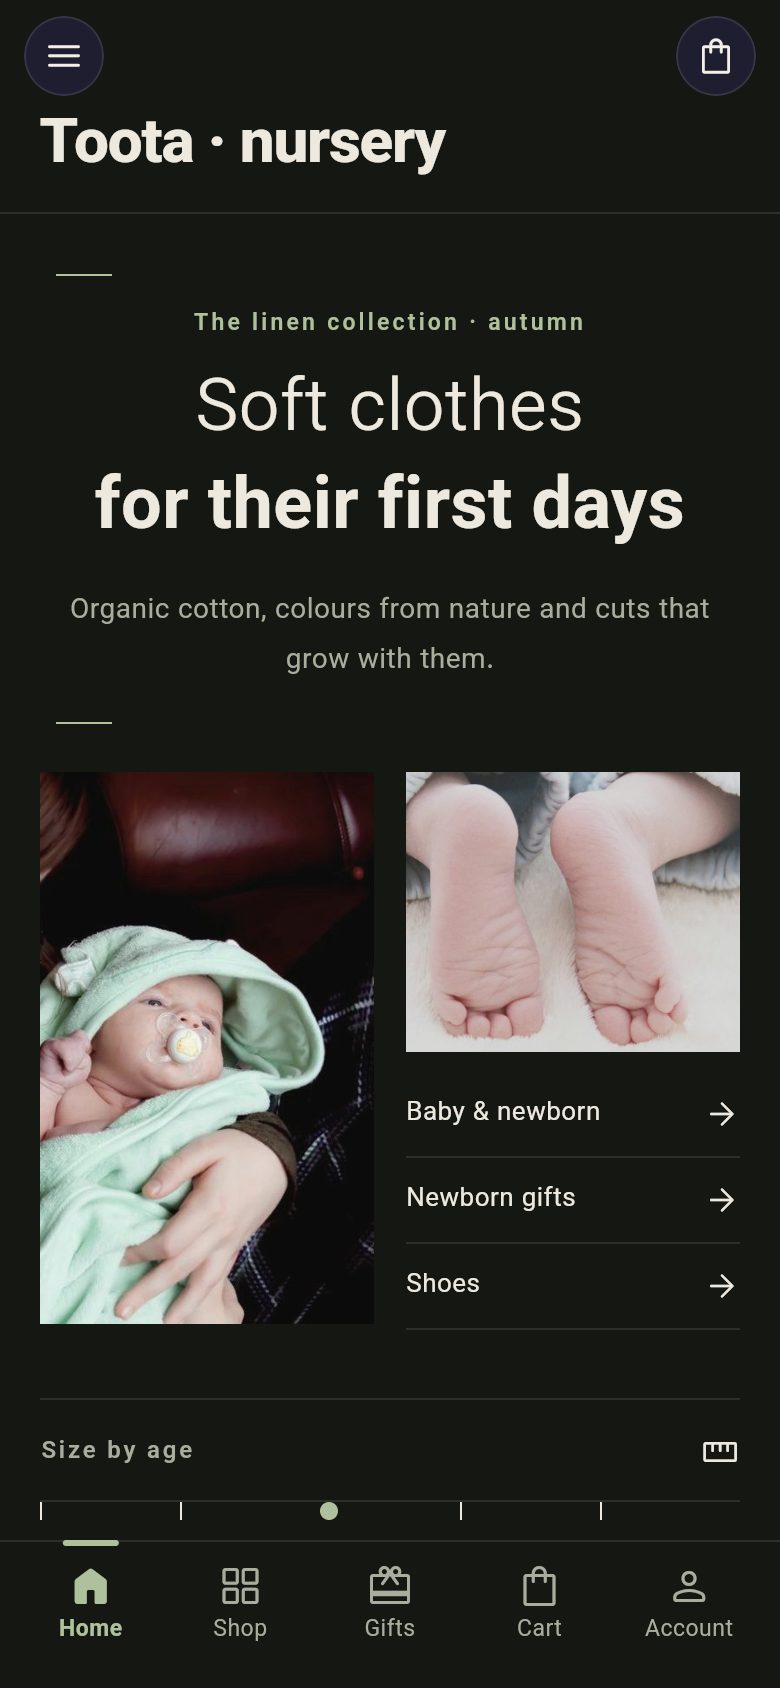 Toota · nursery
The linen collection · autumn
Soft clothes
for their first days
Organic cotton, colours from nature and cuts that
grow with them.
Baby & newborn
Newborn gifts
Shoes
Size by age
Home
Shop
Gifts
Cart
Account